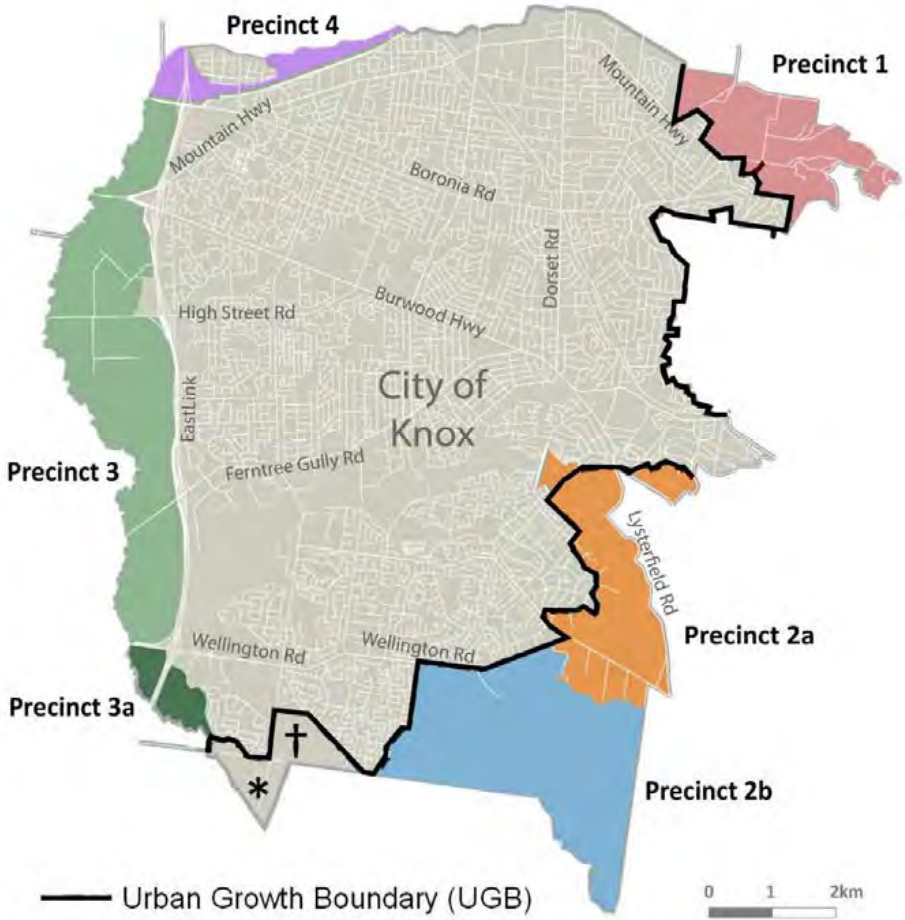 Precinct 4
Precinct 1
Mountain Hwy
Mountain Hwy
Boronia Rd
Dorset Rd
High Street Rd
Burwood Hwy
EastLink
City of
Knox
Precinct 3
Ferntree Gully Rd
Lysterfield Rd
Wellington Rd
Wellington Rd
Precinct 2a
Precinct 3a
†
*
Precinct 2b
Urban Growth Boundary (UGB)
0 1 2km